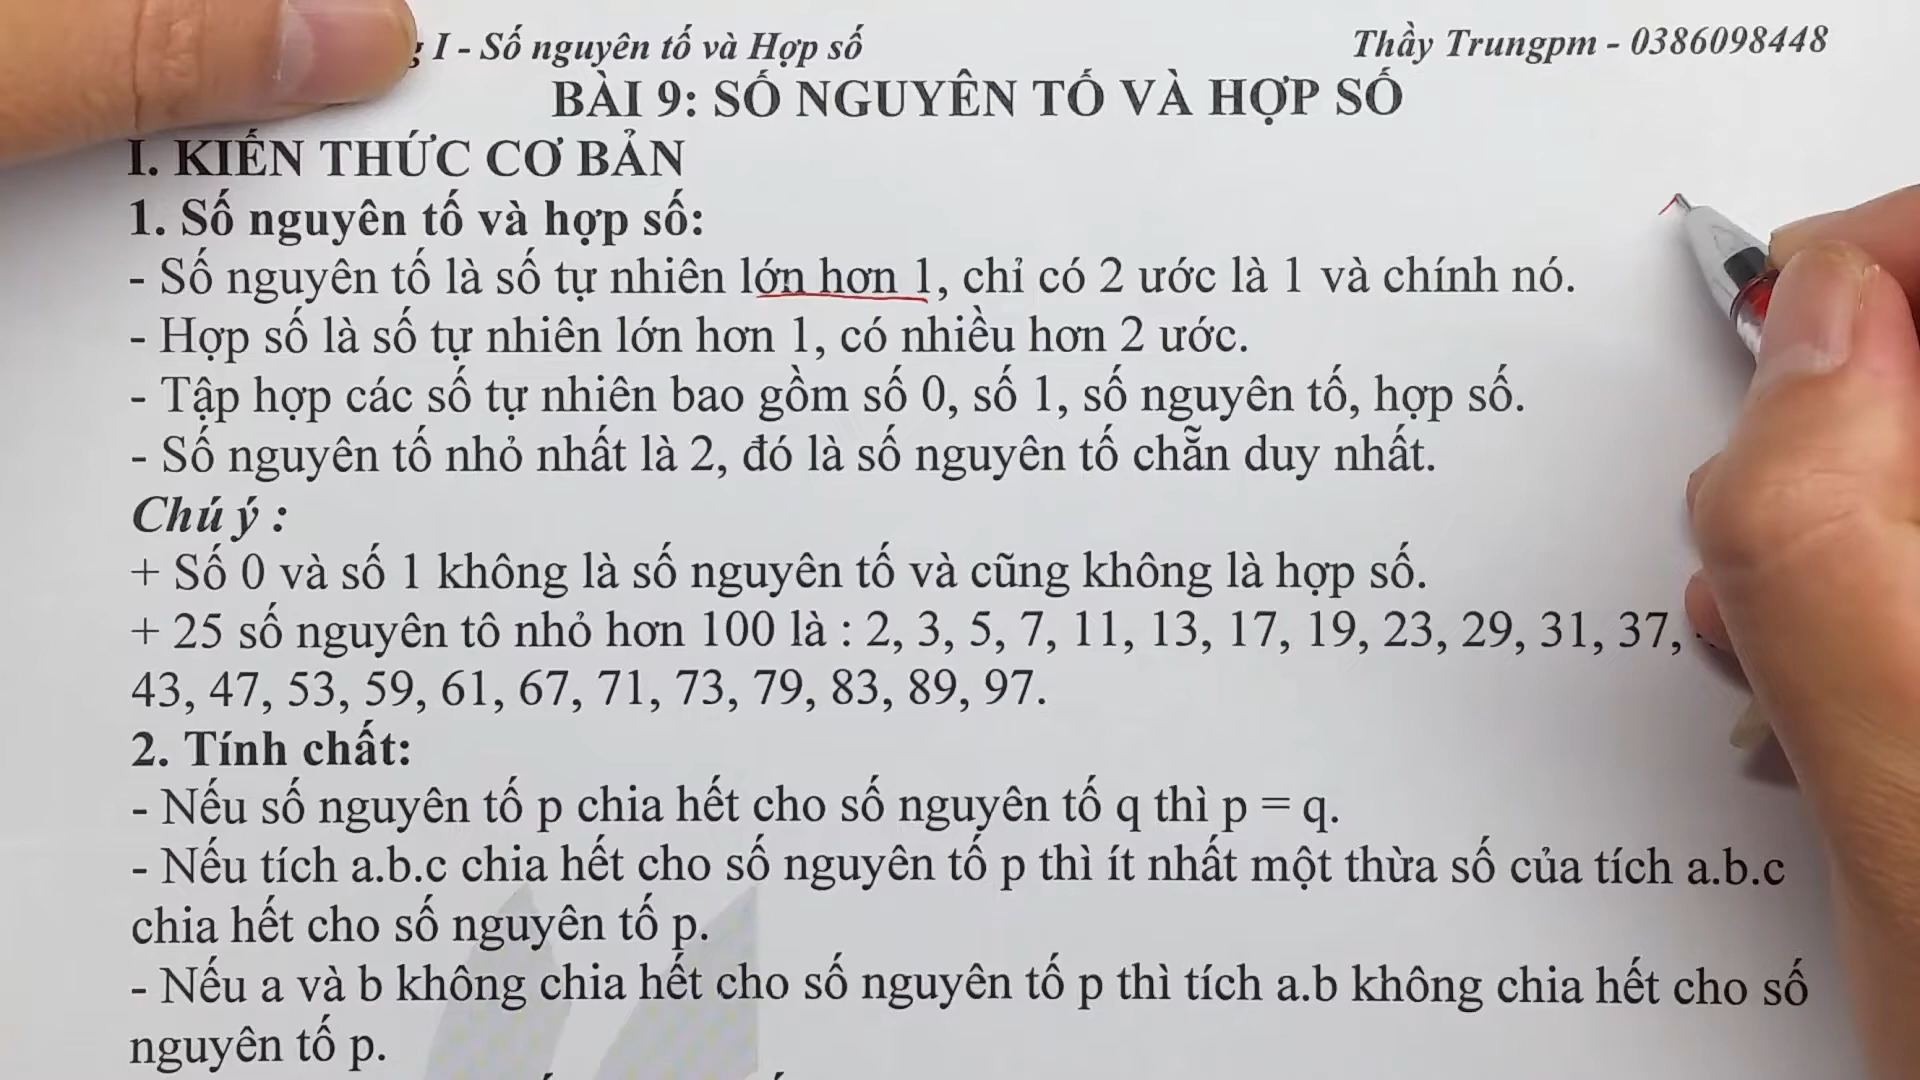 I - Số nguyên tố và Hợp số Thầy Trungpm - 0386098448
BÀI 9: SỐ NGUYÊN TỐ VÀ HỢP SỐ
I. KIẾN THỨC CƠ BẢN
1. Số nguyên tố và hợp số:
- Số nguyên tố là số tự nhiên lớn hơn 1, chỉ có 2 ước là 1 và chính nó.
- Hợp số là số tự nhiên lớn hơn 1, có nhiều hơn 2 ước.
- Tập hợp các số tự nhiên bao gồm số 0, số 1, số nguyên tố, hợp số.
- Số nguyên tố nhỏ nhất là 2, đó là số nguyên tố chẵn duy nhất.
Chú ý :
+ Số 0 và số 1 không là số nguyên tố và cũng không là hợp số.
+ 25 số nguyên tô nhỏ hơn 100 là : 2, 3, 5, 7, 11, 13, 17, 19, 23, 29, 31, 37,
43, 47, 53, 59, 61, 67, 71, 73, 79, 83, 89, 97.
2. Tính chất:
- Nếu số nguyên tố p chia hết cho số nguyên tố q thì p = q.
- Nếu tích a.b.c chia hết cho số nguyên tố p thì ít nhất một thừa số của tích a.b.c
chia hết cho số nguyên tố p.
- Nếu a và b không chia hết cho số nguyên tố p thì tích a.b không chia hết cho số
nguyên tố p.